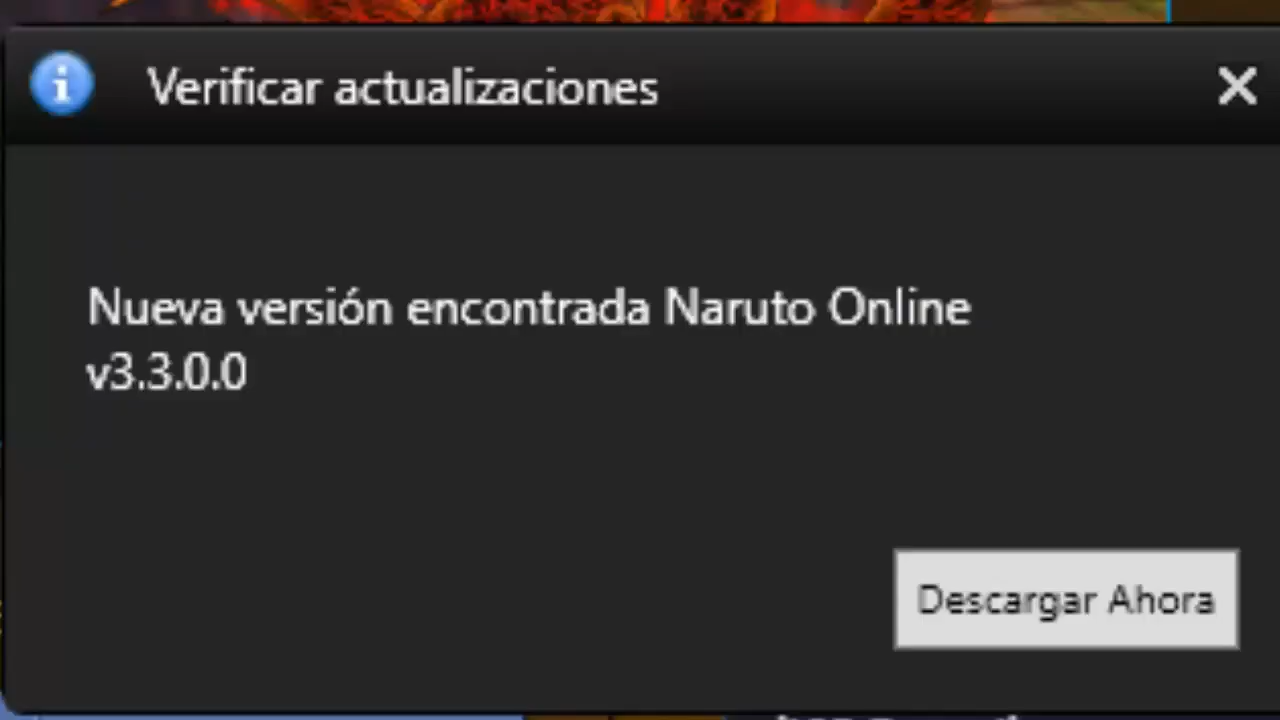 Verificar actualizaciones
Nueva versión encontrada Naruto Online
v3.3.0.0
Descargar Ahora